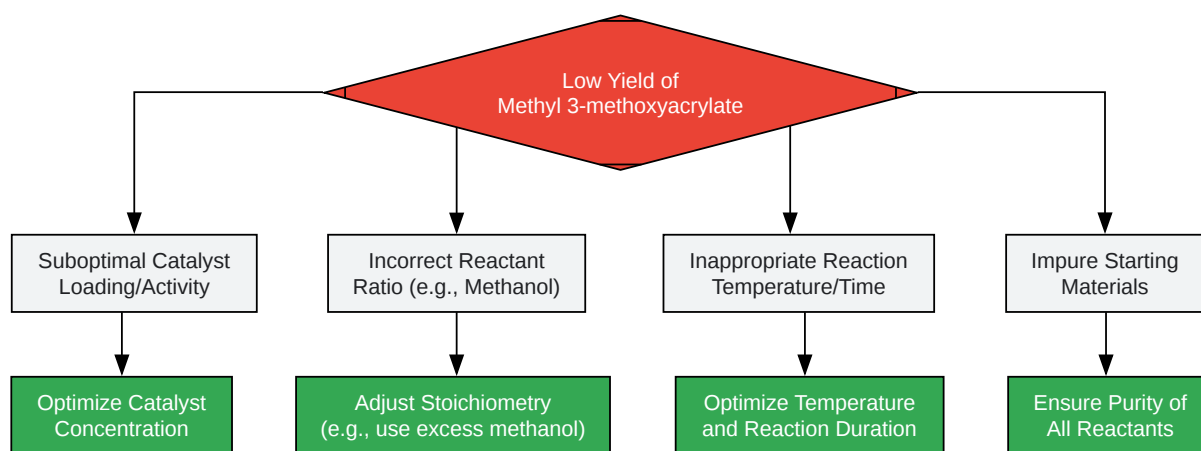 Low Yield of
Methyl 3-methoxyacrylate
Suboptimal Catalyst
Loading/Activity
Incorrect Reactant
Ratio (e.g., Methanol)
Inappropriate Reaction
Temperature/Time
Impure Starting
Materials
Optimize Catalyst
Concentration
Adjust Stoichiometry
(e.g., use excess methanol)
Optimize Temperature
and Reaction Duration
Ensure Purity of
All Reactants